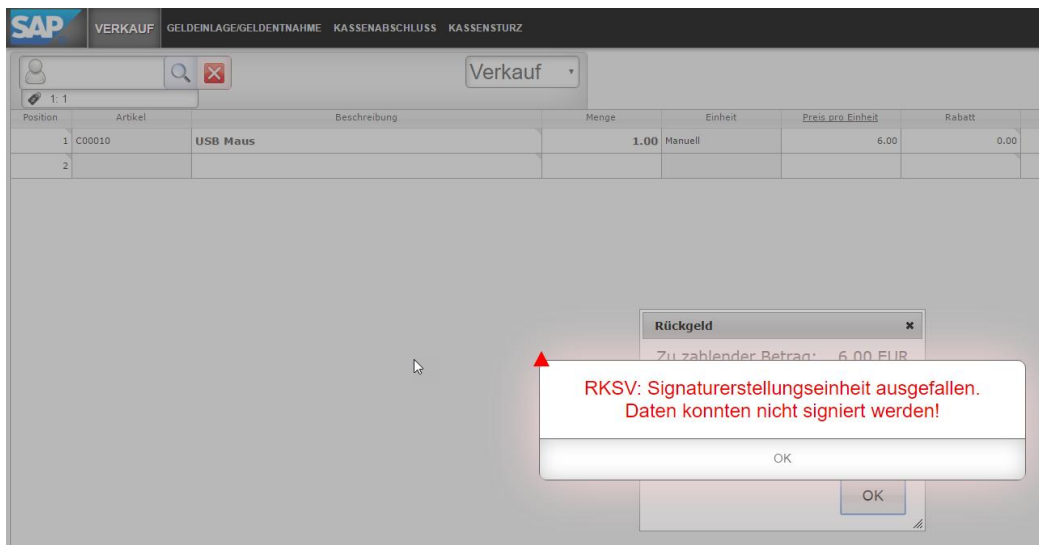 SAP VERKAUF GELDEINLAGE/GELDENTNAHME KASSENABSCHLUSS KASSENSTURZ
Verkauf
1: 1
Position Artikel Beschreibung Menge Einheit Preis pro Einheit Rabatt
1 C00010 USB Maus 1.00 Manuell 6.00 0.00
2
Rückgeld
Zu zahlender Betrag: 6.00 EUR
RKSV: Signaturerstellungseinheit ausgefallen.
Daten konnten nicht signiert werden!
OK
OK